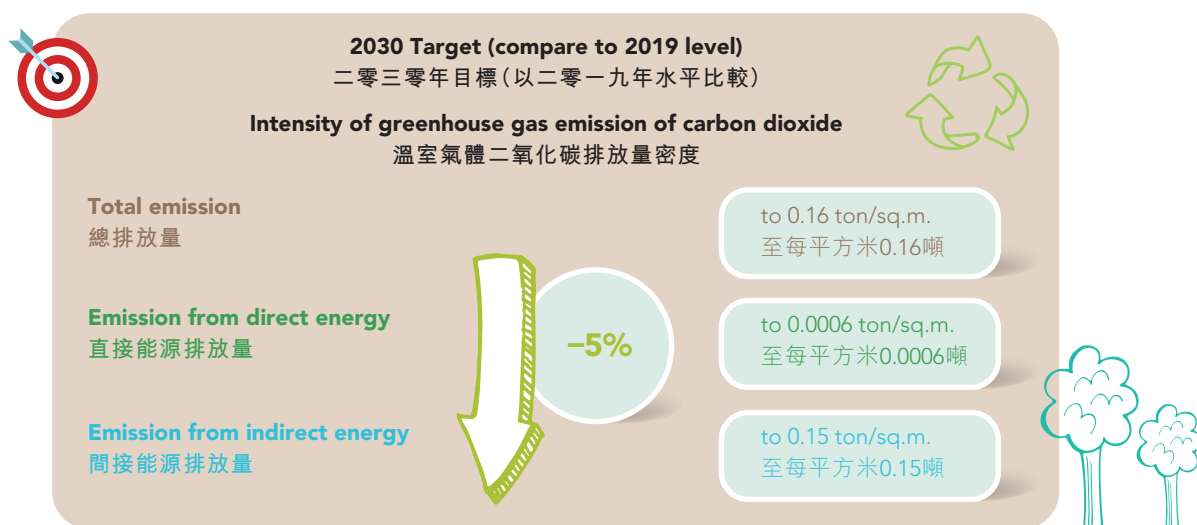 2030 Target (compare to 2019 level)
二零三零年目標（以二零一九年水平比較）
Intensity of greenhouse gas emission of carbon dioxide
溫室氣體二氧化碳排放量密度
Total emission
總排放量
to 0.16 ton/sq.m.
至每平方米0.16噸
Emission from direct energy
直接能源排放量
–5%
to 0.0006 ton/sq.m.
至每平方米0.0006噸
Emission from indirect energy
間接能源排放量
to 0.15 ton/sq.m.
至每平方米0.15噸